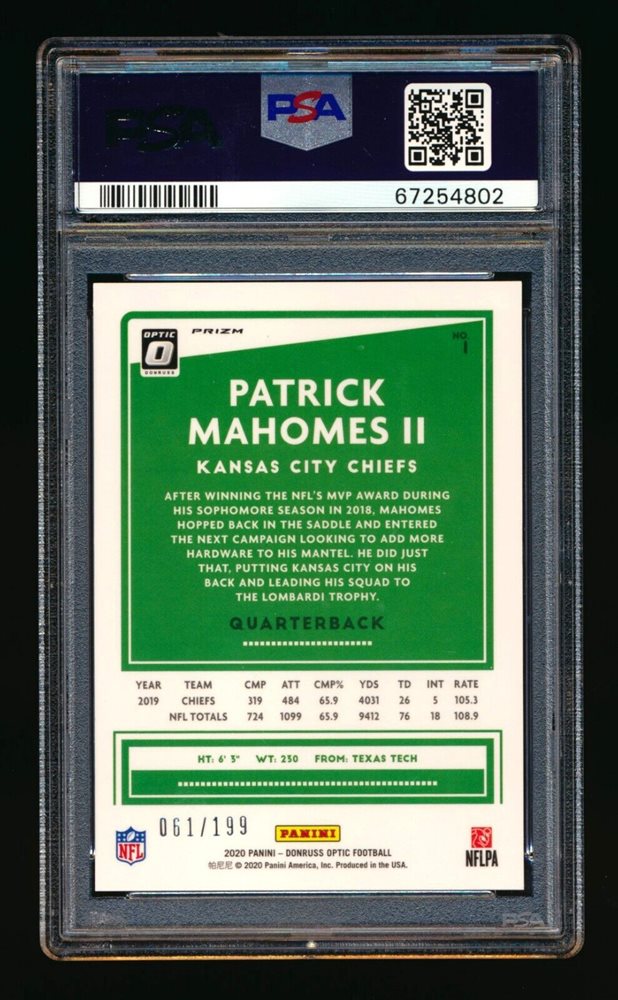 PSA PSA
67254802
OPTIC PRIZM NO.
O 1
DONRUSS
PATRICK
MAHOMES II
KANSAS CITY CHIEFS
AFTER WINNING THE NFL'S MVP AWARD DURING
HIS SOPHOMORE SEASON IN 2018, MAHOMES
HOPPED BACK IN THE SADDLE AND ENTERED
THE NEXT CAMPAIGN LOOKING TO ADD MORE
HARDWARE TO HIS MANTEL. HE DID JUST
THAT, PUTTING KANSAS CITY ON HIS
BACK AND LEADING HIS SQUAD TO
THE LOMBARDI TROPHY.
QUARTERBACK
YEAR TEAM CMP ATT CMP% YDS TD INT RATE
2019 CHIEFS 319 484 65.9 4031 26 5 105.3
NFL TOTALS 724 1099 65.9 9412 76 18 108.9
HT: 6' 3" WT: 250 FROM: TEXAS TECH
061/199
NFL PANINI NFLPA
2020 PANINI – DONRUSS OPTIC FOOTBALL
帕尼尼 © 2020 Panini America, Inc. Produced in the USA.
PSA